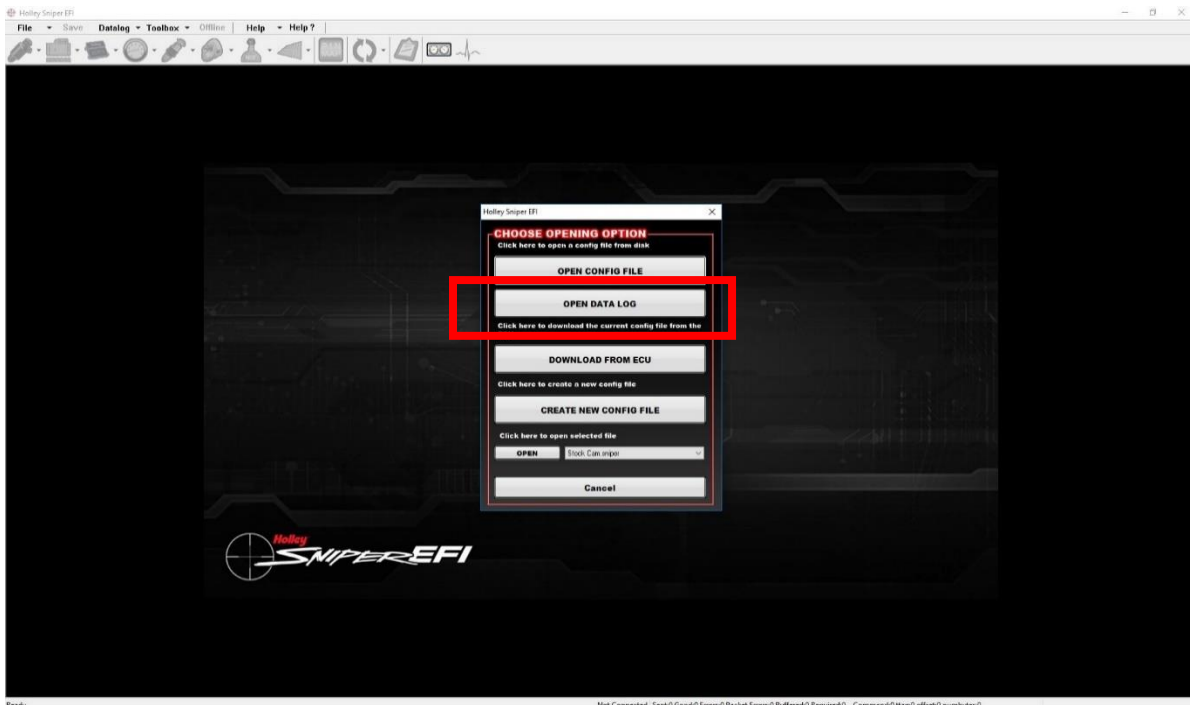 Holley Sniper EFI
File Save Datalog Toolbox Offline Help Help ?
Holley Sniper EFI
CHOOSE OPENING OPTION
Click here to open a config file from disk
OPEN CONFIG FILE
OPEN DATA LOG
Click here to download the current config file from the
DOWNLOAD FROM ECU
Click here to create a new config file
CREATE NEW CONFIG FILE
Click here to open selected file
OPEN Stock Cam.sniper
Cancel
Holley
SNIPER EFI
Ready
Not Connected